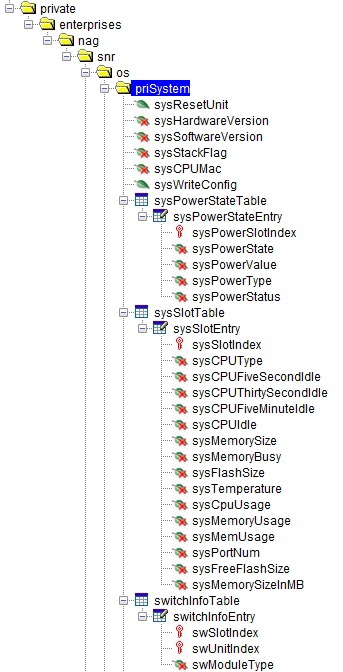 private
enterprises
nag
snr
os
priSystem
sysResetUnit
sysHardwareVersion
sysSoftwareVersion
sysStackFlag
sysCPUMac
sysWriteConfig
sysPowerStateTable
sysPowerStateEntry
sysPowerSlotIndex
sysPowerState
sysPowerValue
sysPowerType
sysPowerStatus
sysSlotTable
sysSlotEntry
sysSlotIndex
sysCPUType
sysCPUFiveSecondIdle
sysCPUThirtySecondIdle
sysCPUFiveMinuteIdle
sysCPUIdle
sysMemorySize
sysMemoryBusy
sysFlashSize
sysTemperature
sysCpuUsage
sysMemoryUsage
sysMemUsage
sysPortNum
sysFreeFlashSize
sysMemorySizeInMB
switchInfoTable
switchInfoEntry
swSlotIndex
swUnitIndex
swModuleType